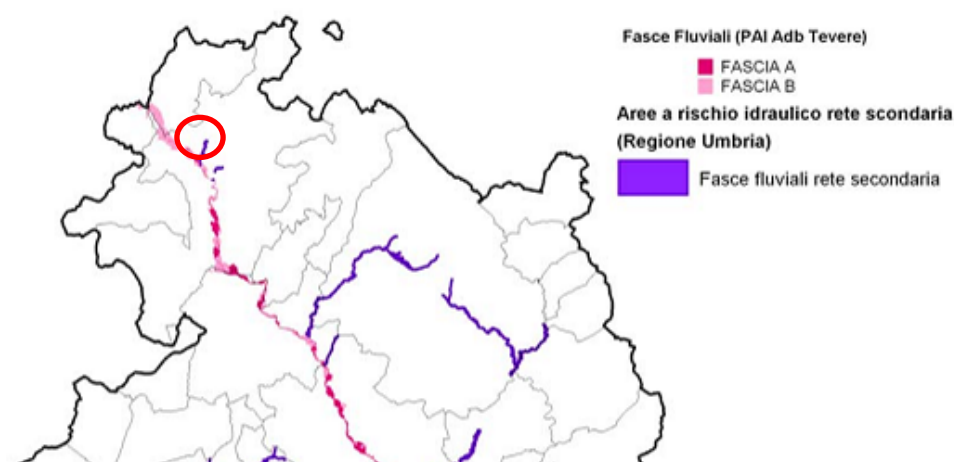 Fasce Fluviali (PAI Adb Tevere)
FASCIA A
FASCIA B
Aree a rischio idraulico rete scondaria
(Regione Umbria)
Fasce fluviali rete secondaria